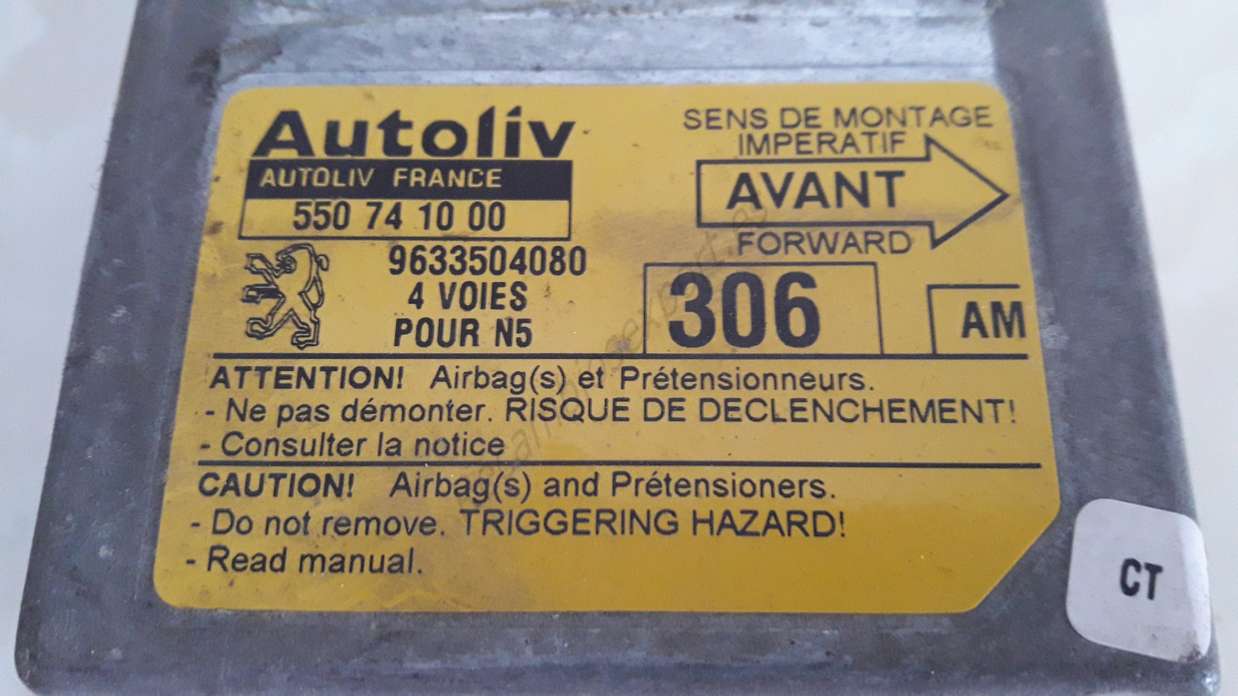 Autoliv
AUTOLIV FRANCE
550 74 10 00
9633504080
4 VOIES
POUR N5
SENS DE MONTAGE
IMPERATIF
AVANT
FORWARD
306
AM
ATTENTION! Airbag(s) et Prétensionneurs.
- Ne pas démonter. RISQUE DE DECLENCHEMENT!
- Consulter la notice
CAUTION! Airbag(s) and Prétensioners.
- Do not remove. TRIGGERING HAZARD!
- Read manual.
CT